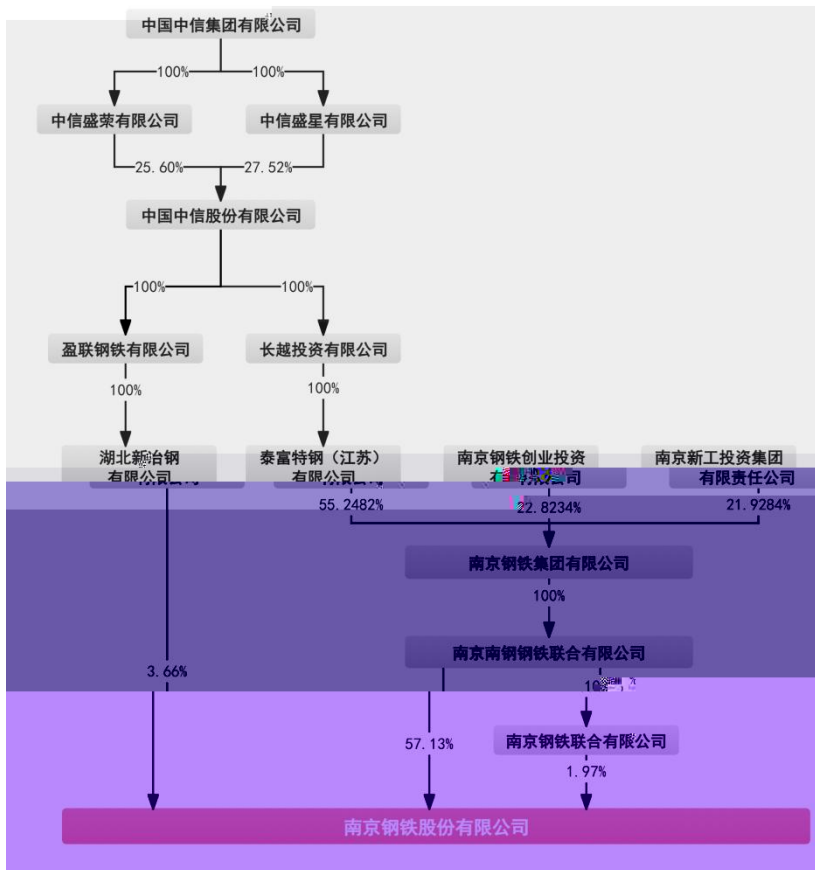 中国中信集团有限公司
100%
100%
中信盛荣有限公司
中信盛星有限公司
25.60%
27.52%
中国中信股份有限公司
100%
100%
盈联钢铁有限公司
长越投资有限公司
100%
100%
湖北新冶钢
有限公司
泰富特钢（江苏）
有限公司
南京钢铁创业投资
有限公司
南京新工投资集团
有限责任公司
55.2482%
22.8234%
21.9284%
南京钢铁集团有限公司
100%
南京南钢钢铁联合有限公司
3.66%
57.13%
南京钢铁联合有限公司
1.97%
南京钢铁股份有限公司